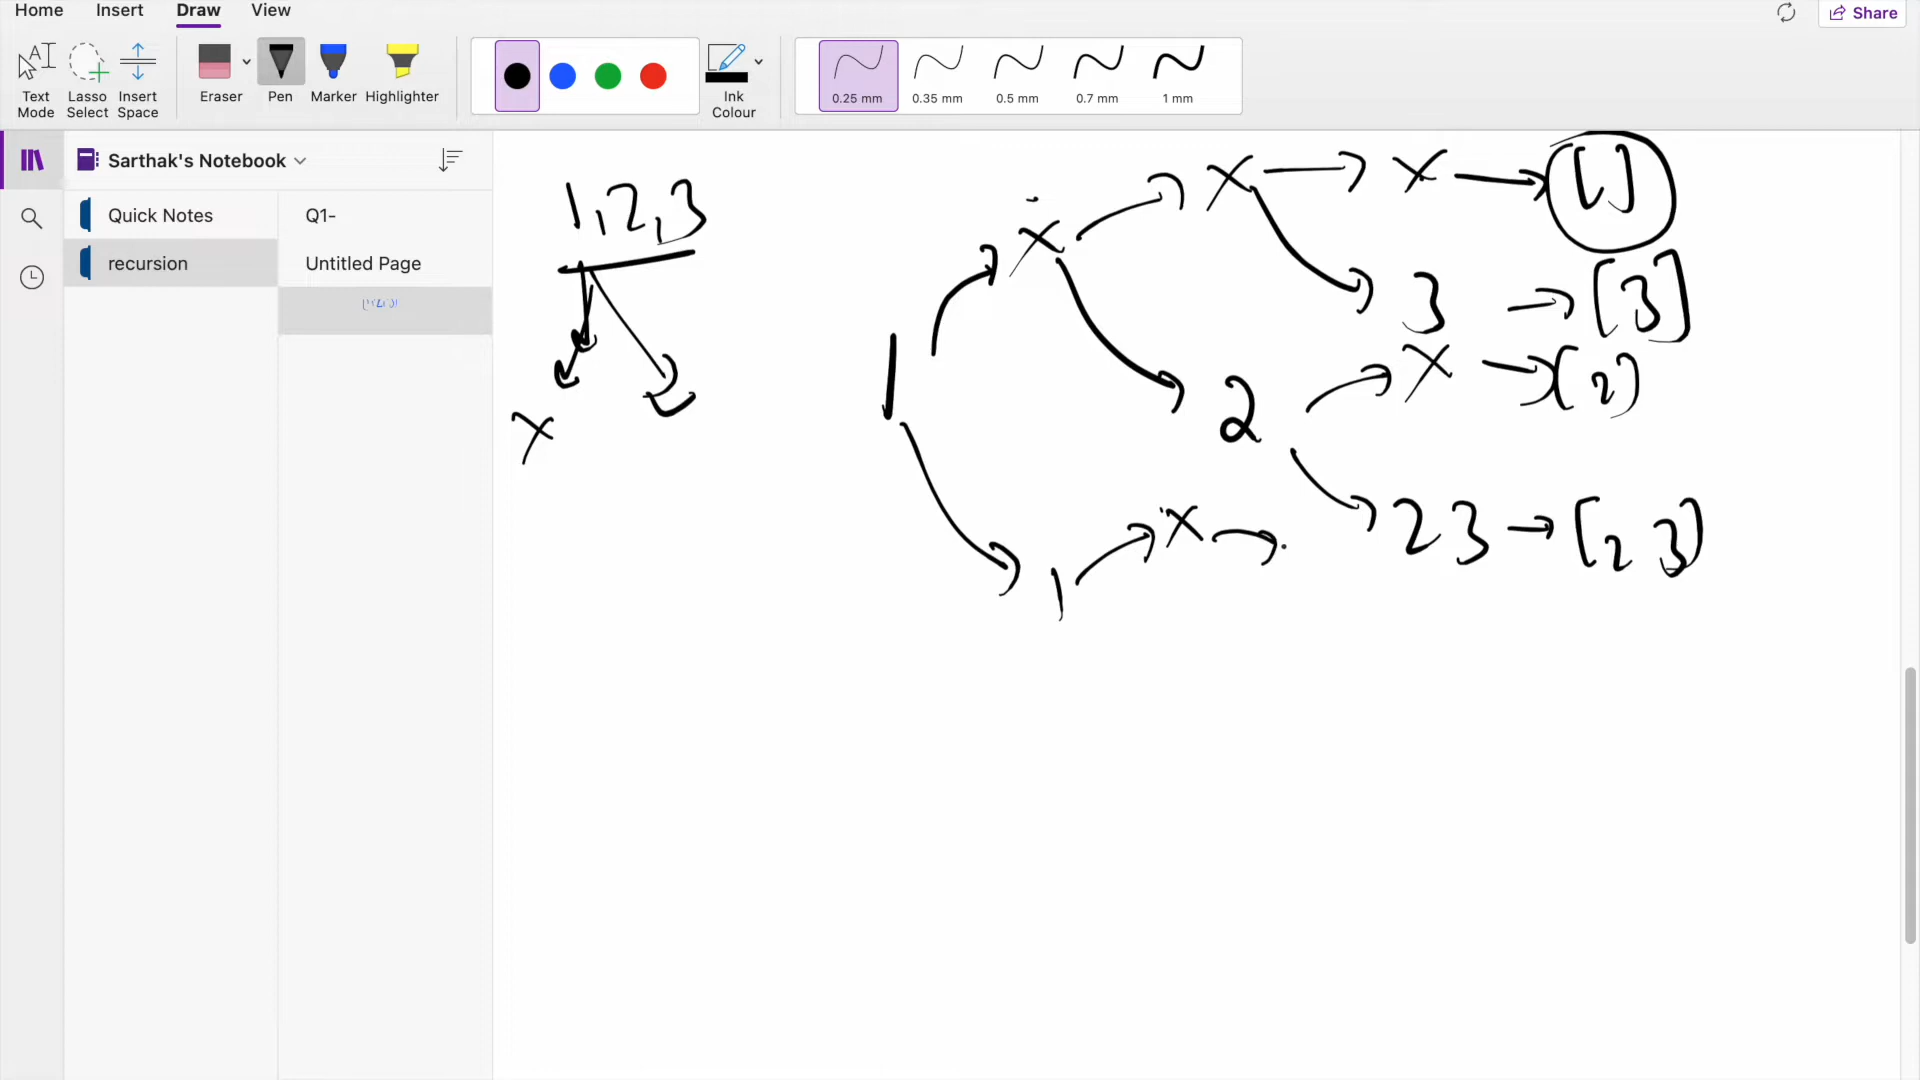 Home Insert Draw View
Share
Text Mode
Lasso Select
Insert Space
Eraser
Pen
Marker
Highlighter
Ink Colour
0.25 mm
0.35 mm
0.5 mm
0.7 mm
1 mm
Sarthak's Notebook
Quick Notes
recursion
Q1-
Untitled Page
1,2,3
X
1
X → X → X → []
3 → [3]
2
X → [2]
23 → [2 3]
1 → X →